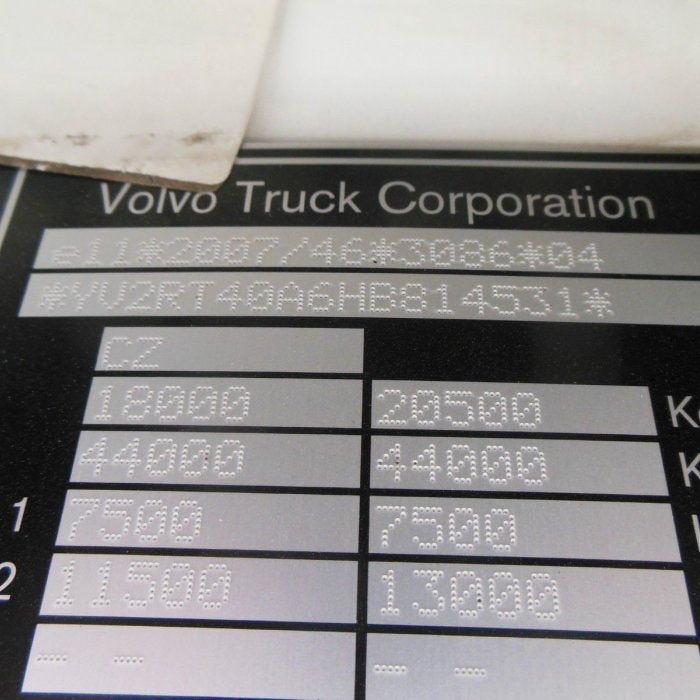 Volvo Truck Corporation
e11*2007/46*3086*04
*YV2RT40A6HB814531*
CZ
18000 20500 K
44000 44000 K
1 7500 7500
2 11500 13000
-- -- -- --